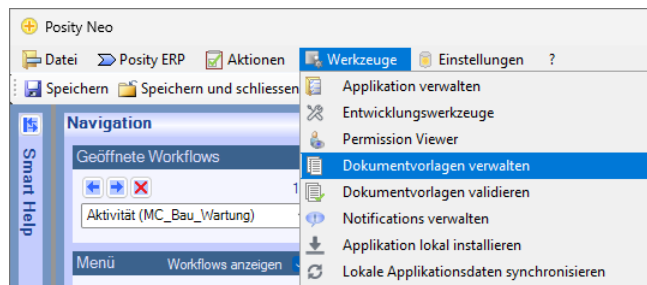 Posity Neo
Datei Posity ERP Aktionen Werkzeuge Einstellungen ?
Speichern Speichern und schliessen
Applikation verwalten
Entwicklungswerkzeuge
Permission Viewer
Dokumentvorlagen verwalten
Dokumentvorlagen validieren
Notifications verwalten
Applikation lokal installieren
Lokale Applikationsdaten synchronisieren
Smart Help
Navigation
Geöffnete Workflows
1
Aktivität (MC_Bau_Wartung)
Menü Workflows anzeigen